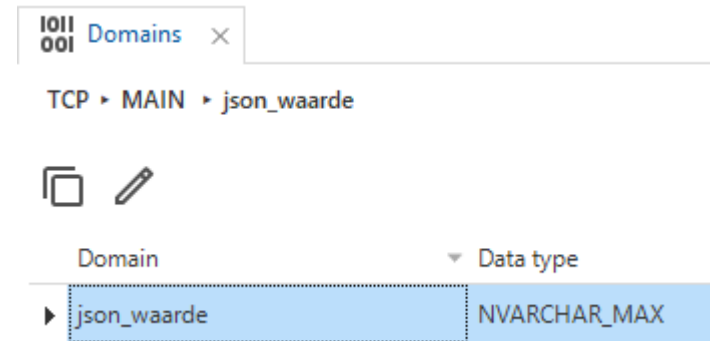 Domains
TCP ‣ MAIN ‣ json_waarde
Domain Data type
json_waarde NVARCHAR_MAX